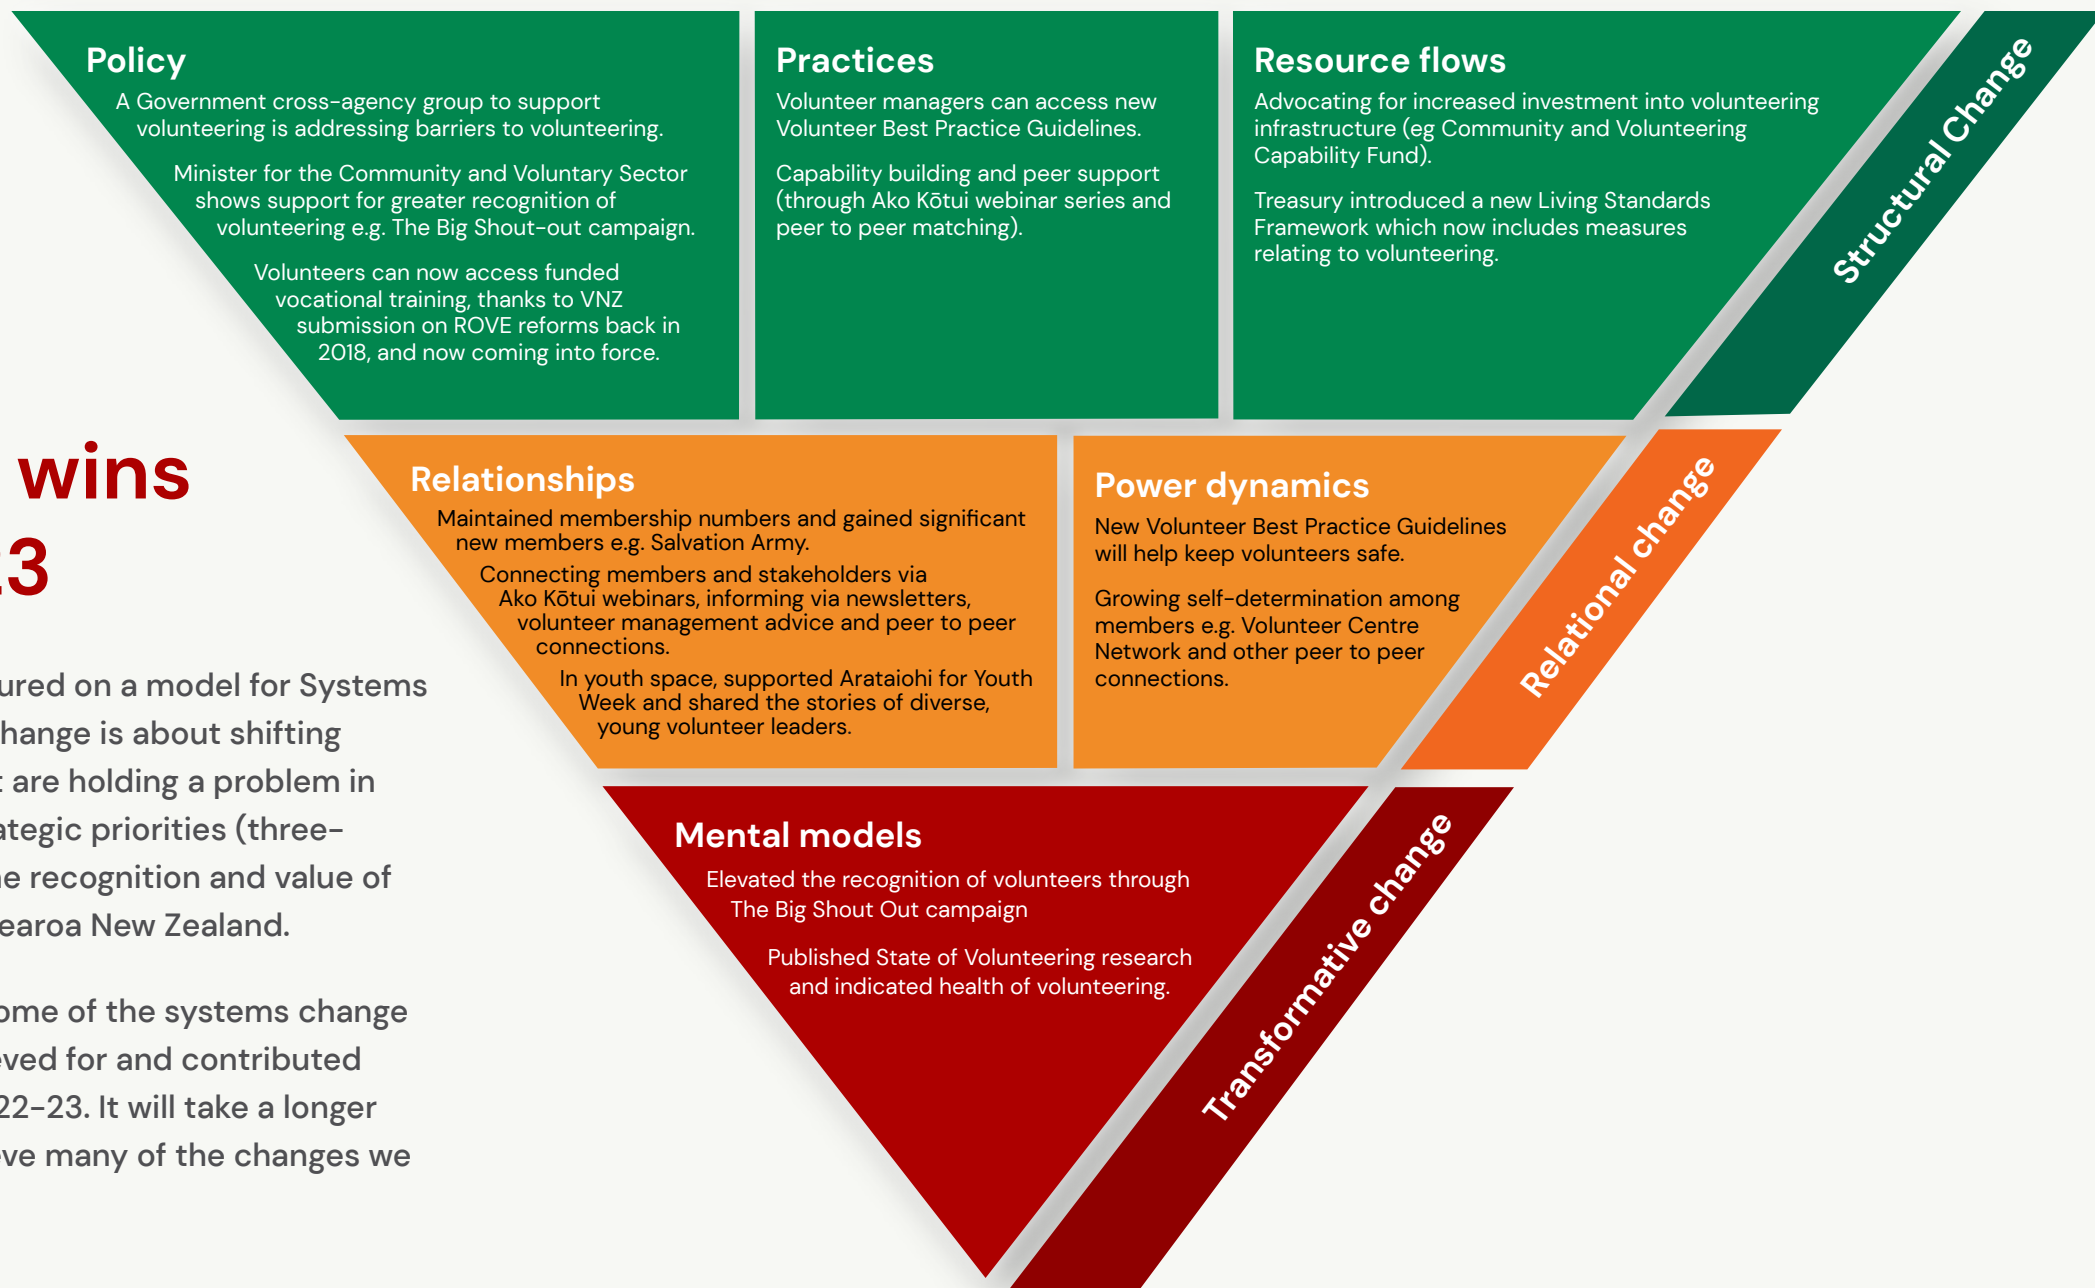 Policy
A Government cross-agency group to support
volunteering is addressing barriers to volunteering.
Minister for the Community and Voluntary Sector
shows support for greater recognition of
volunteering e.g. The Big Shout-out campaign.
Volunteers can now access funded
vocational training, thanks to VNZ
submission on ROVE reforms back in
2018, and now coming into force.
Practices
Volunteer managers can access new
Volunteer Best Practice Guidelines.
Capability building and peer support
(through Ako Kōtui webinar series and
peer to peer matching).
Resource flows
Advocating for increased investment into volunteering
infrastructure (eg Community and Volunteering
Capability Fund).
Treasury introduced a new Living Standards
Framework which now includes measures
relating to volunteering.
Structural Change
Relationships
Maintained membership numbers and gained significant
new members e.g. Salvation Army.
Connecting members and stakeholders via
Ako Kōtui webinars, informing via newsletters,
volunteer management advice and peer to peer
connections.
In youth space, supported Arataiohi for Youth
Week and shared the stories of diverse,
young volunteer leaders.
Power dynamics
New Volunteer Best Practice Guidelines
will help keep volunteers safe.
Growing self-determination among
members e.g. Volunteer Centre
Network and other peer to peer
connections.
Relational change
Mental models
Elevated the recognition of volunteers through
The Big Shout Out campaign
Published State of Volunteering research
and indicated health of volunteering.
Transformative change
wins
3
ured on a model for Systems
hange is about shifting
are holding a problem in
ategic priorities (three-
e recognition and value of
earoa New Zealand.
ome of the systems change
eved for and contributed
22-23. It will take a longer
eve many of the changes we